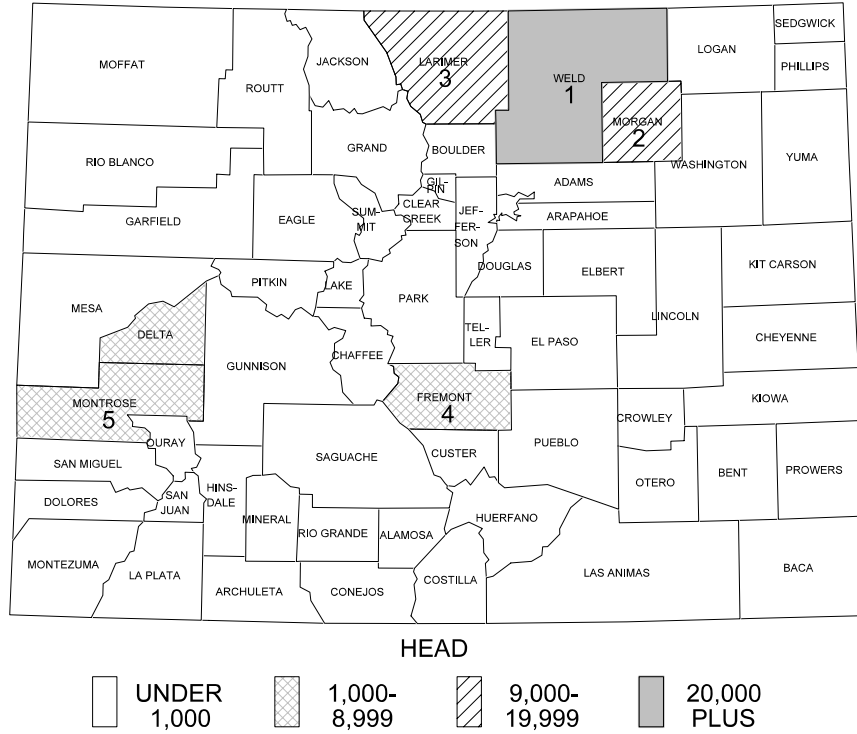 SEDGWICK
LOGAN
JACKSON
LARIMER
3
MOFFAT
PHILLIPS
WELD
1
ROUTT
MORGAN
2
GRAND
BOULDER
YUMA
RIO BLANCO
WASHINGTON
GIL-
PIN
ADAMS
CLEAR
CREEK
SUM-
MIT
JEF-
FER-
SON
ARAPAHOE
GARFIELD
EAGLE
DOUGLAS
ELBERT
KIT CARSON
PITKIN
LAKE
PARK
MESA
LINCOLN
DELTA
TEL-
LER
EL PASO
CHEYENNE
CHAFFEE
GUNNISON
FREMONT
4
KIOWA
MONTROSE
5
CROWLEY
OURAY
PUEBLO
SAGUACHE
CUSTER
SAN MIGUEL
BENT
PROWERS
OTERO
HINS-
DALE
SAN
JUAN
DOLORES
MINERAL
RIO GRANDE
ALAMOSA
HUERFANO
MONTEZUMA
LA PLATA
COSTILLA
LAS ANIMAS
BACA
ARCHULETA
CONEJOS
HEAD
UNDER
1,000
1,000-
8,999
9,000-
19,999
20,000
PLUS